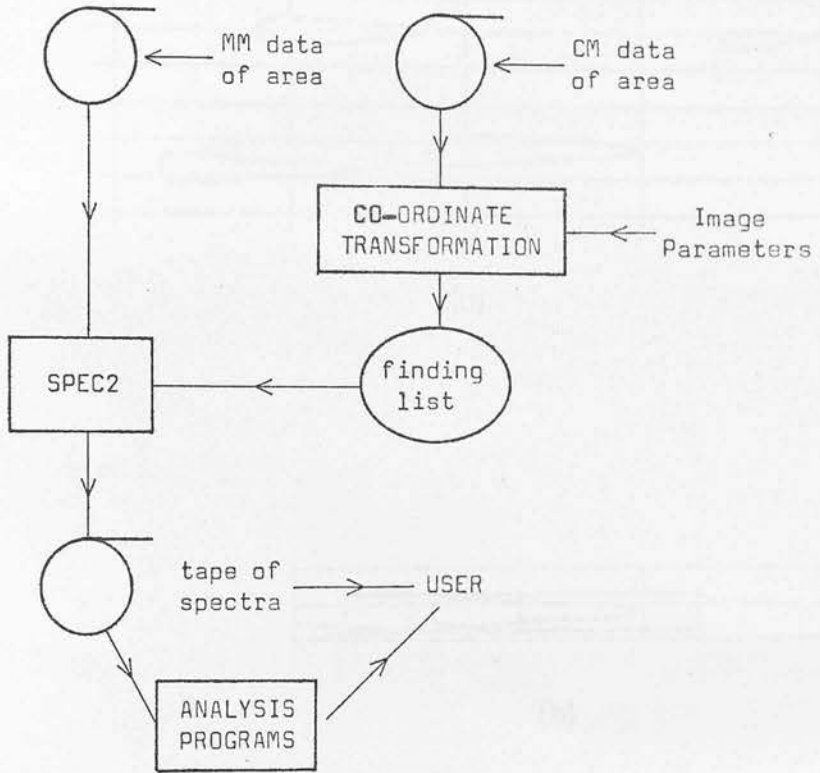 MM data
of area
CM data
of area
CO-ORDINATE
TRANSFORMATION
Image
Parameters
SPEC2
finding
list
tape of
spectra
USER
ANALYSIS
PROGRAMS